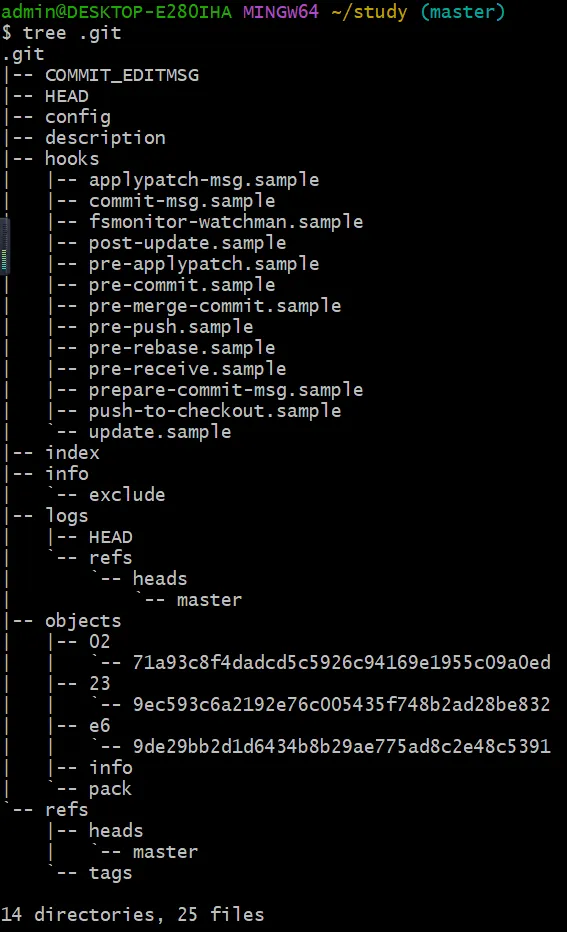 admin@DESKTOP-E280IHA MINGW64 ~/study (master)
$ tree .git
.git
|-- COMMIT_EDITMSG
|-- HEAD
|-- config
|-- description
|-- hooks
|   |-- applypatch-msg.sample
|   |-- commit-msg.sample
|   |-- fsmonitor-watchman.sample
|   |-- post-update.sample
|   |-- pre-applypatch.sample
|   |-- pre-commit.sample
|   |-- pre-merge-commit.sample
|   |-- pre-push.sample
|   |-- pre-rebase.sample
|   |-- pre-receive.sample
|   |-- prepare-commit-msg.sample
|   |-- push-to-checkout.sample
|   `-- update.sample
|-- index
|-- info
|   `-- exclude
|-- logs
|   |-- HEAD
|   `-- refs
|       `-- heads
|           `-- master
|-- objects
|   |-- 02
|   |   `-- 71a93c8f4dadcd5c5926c94169e1955c09a0ed
|   |-- 23
|   |   `-- 9ec593c6a2192e76c005435f748b2ad28be832
|   |-- e6
|   |   `-- 9de29bb2d1d6434b8b29ae775ad8c2e48c5391
|   |-- info
|   `-- pack
`-- refs
    |-- heads
    |   `-- master
    `-- tags

14 directories, 25 files